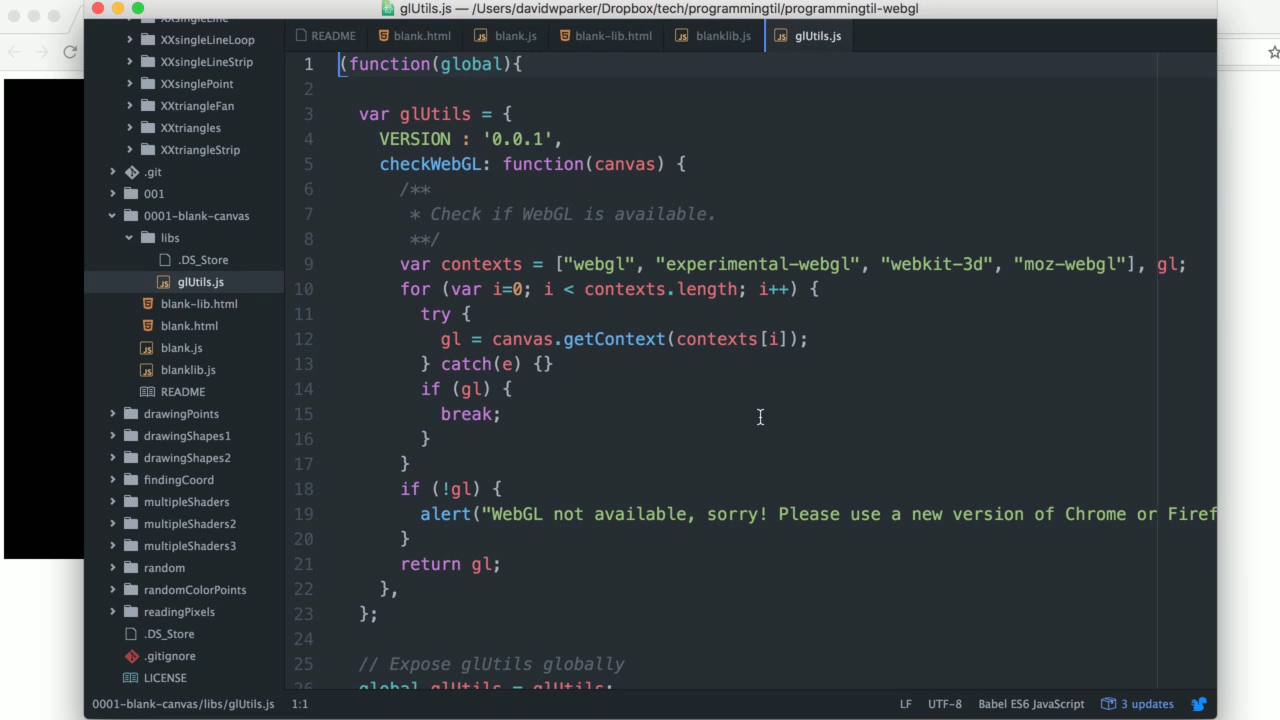 glUtils.js — /Users/davidwparker/Dropbox/tech/programmingtil/programmingtil-webgl
XXsingleLine
XXsingleLineLoop
XXsingleLineStrip
XXsinglePoint
XXtriangleFan
XXtriangles
XXtriangleStrip
.git
001
0001-blank-canvas
libs
.DS_Store
glUtils.js
blank-lib.html
blank.html
blank.js
blanklib.js
README
drawingPoints
drawingShapes1
drawingShapes2
findingCoord
multipleShaders
multipleShaders2
multipleShaders3
random
randomColorPoints
readingPixels
.DS_Store
.gitignore
LICENSE
README blank.html blank.js blank-lib.html blanklib.js glUtils.js
1 (function(global){
2
3 var glUtils = {
4 VERSION : '0.0.1',
5 checkWebGL: function(canvas) {
6 /**
7 * Check if WebGL is available.
8 **/
9 var contexts = ["webgl", "experimental-webgl", "webkit-3d", "moz-webgl"], gl;
10 for (var i=0; i < contexts.length; i++) {
11 try {
12 gl = canvas.getContext(contexts[i]);
13 } catch(e) {}
14 if (gl) {
15 break;
16 }
17 }
18 if (!gl) {
19 alert("WebGL not available, sorry! Please use a new version of Chrome or Firef
20 }
21 return gl;
22 },
23 };
24
25 // Expose glUtils globally
26 global.glUtils = glUtils;
0001-blank-canvas/libs/glUtils.js 1:1 LF UTF-8 Babel ES6 JavaScript 3 updates